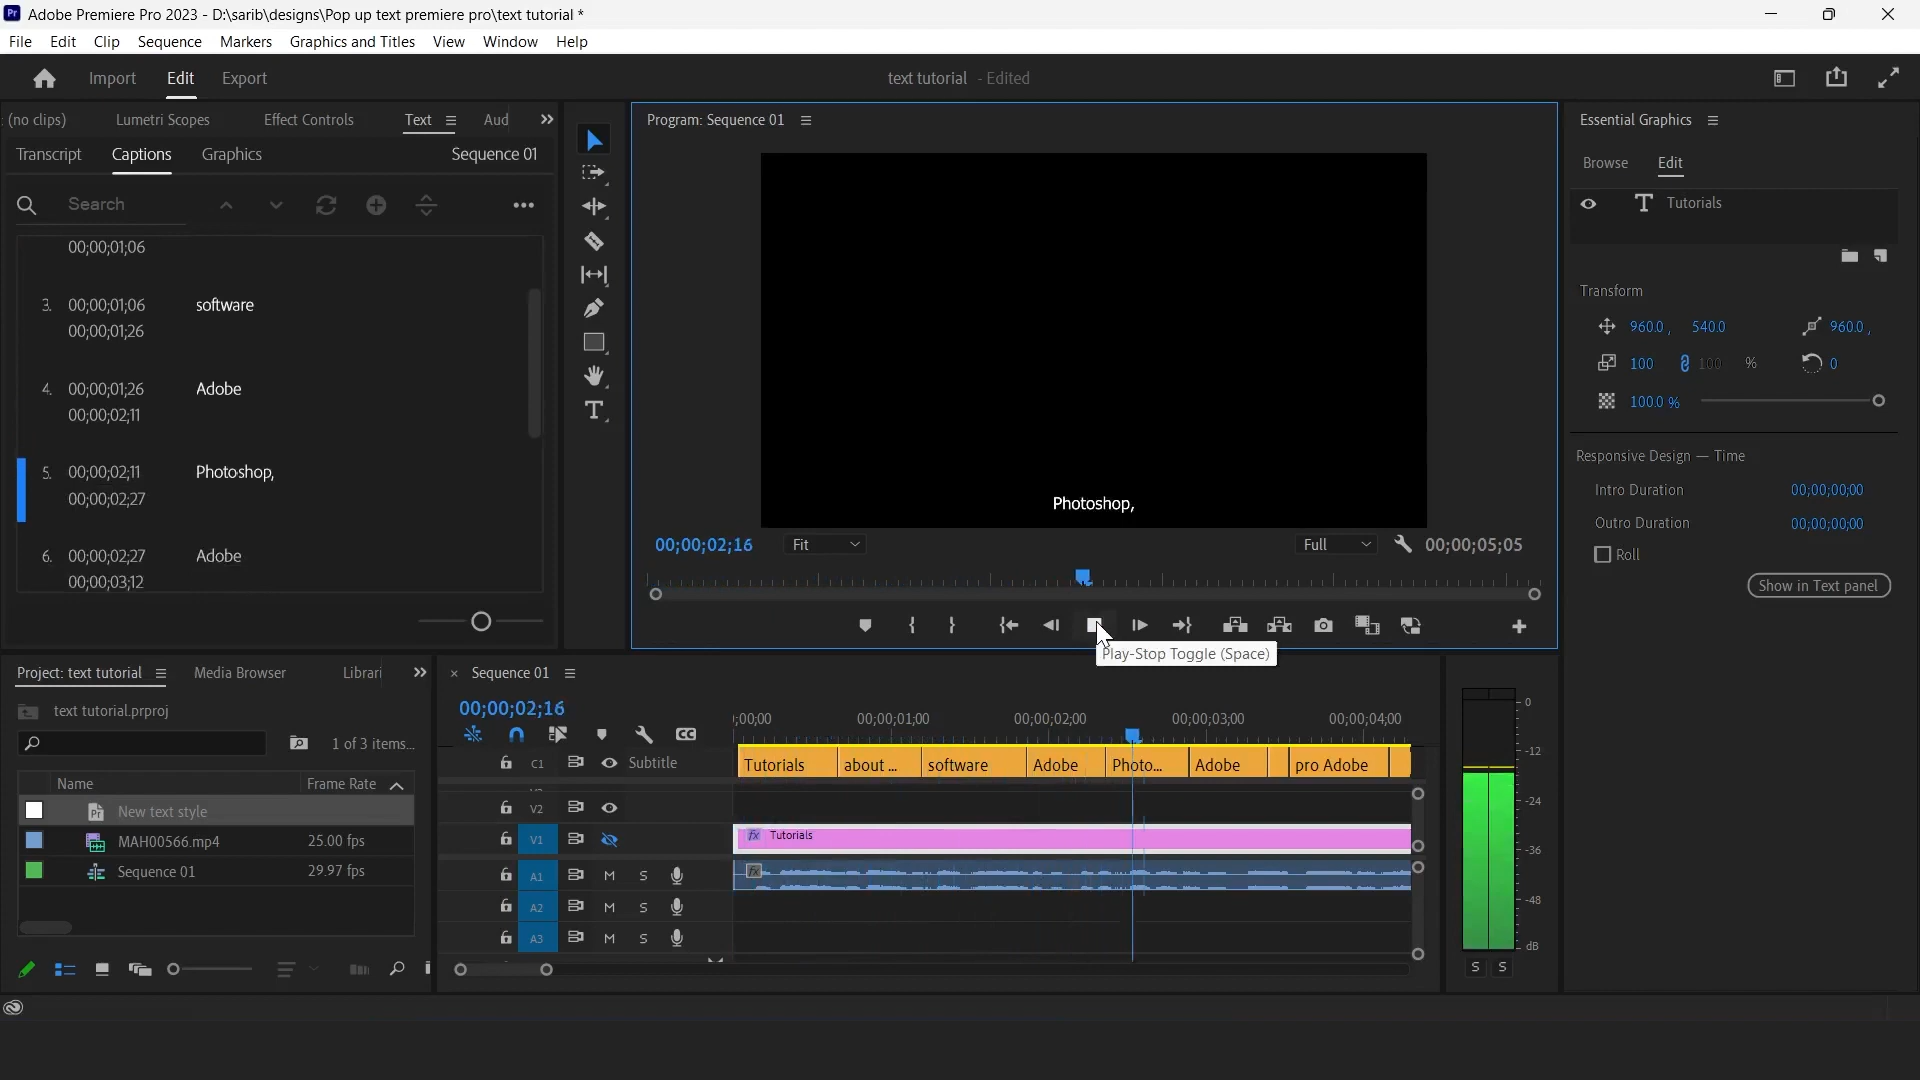 Adobe Premiere Pro 2023 - D:\sarib\designs\Pop up text premiere pro\text tutorial *
File Edit Clip Sequence Markers Graphics and Titles View Window Help
Import Edit Export
text tutorial - Edited
(no clips) Lumetri Scopes Effect Controls Text Aud
Transcript Captions Graphics Sequence 01
Search
00;00;01;06
3. 00;00;01;06 software
00;00;01;26
4. 00;00;01;26 Adobe
00;00;02;11
5. 00;00;02;11 Photoshop,
00;00;02;27
6. 00;00;02;27 Adobe
00;00;03;12
Program: Sequence 01
Photoshop,
00;00;02;16 Fit Full 00;00;05;05
Play-Stop Toggle (Space)
Essential Graphics
Browse Edit
T Tutorials
Transform
960.0 , 540.0 960.0 ,
100 100 % 0
100.0 %
Responsive Design — Time
Intro Duration 00;00;00;00
Outro Duration 00;00;00;00
Roll
Show in Text panel
Project: text tutorial Media Browser Librari
text tutorial.prproj
1 of 3 items...
Name Frame Rate
New text style
MAH00566.mp4 25.00 fps
Sequence 01 29.97 fps
× Sequence 01
00;00;02;16
;00;00 00;00;01;00 00;00;02;00 00;00;03;00 00;00;04;00
CC
C1 Subtitle Tutorials about ... software Adobe Photo... Adobe pro Adobe
V2
V1 fx Tutorials
A1 M S fx
A2 M S
A3 M S
0
-12
-24
-36
-48
dB
S S